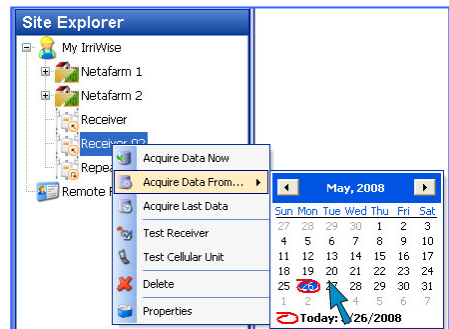 Site Explorer
My IrriWise
Netafarm 1
Netafarm 2
Receiver
Receiver 02
Remote
Acquire Data Now
Acquire Data From...
Acquire Last Data
Test Receiver
Test Cellular Unit
Delete
Properties
May, 2008
Sun Mon Tue Wed Thu Fri Sat
27 28 29 30 1 2 3
4 5 6 7 8 9 10
11 12 13 14 15 16 17
18 19 20 21 22 23 24
25 26 27 28 29 30 31
1 2 4 5 6 7
Today: 5/26/2008